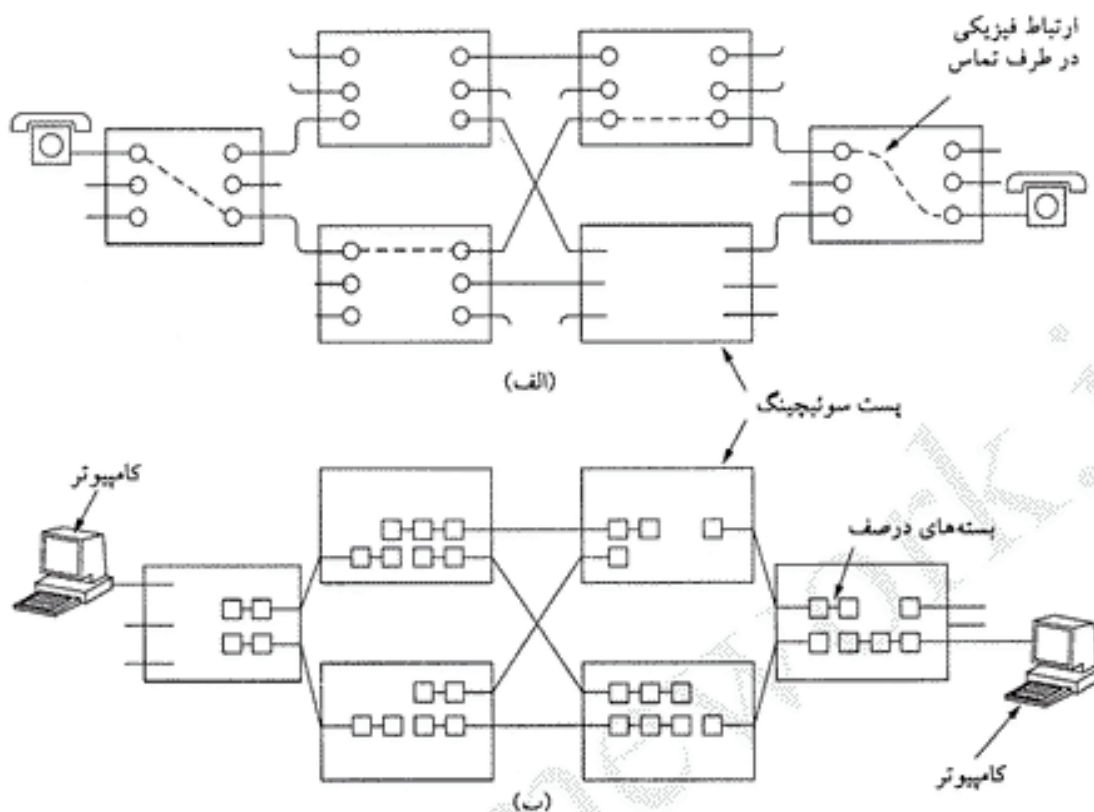 ارتباط فیزیکی
در طرف تماس
(الف)
پست سوئیچینگ
کامپیوتر
بسته‌های درصف
کامپیوتر
(ب)